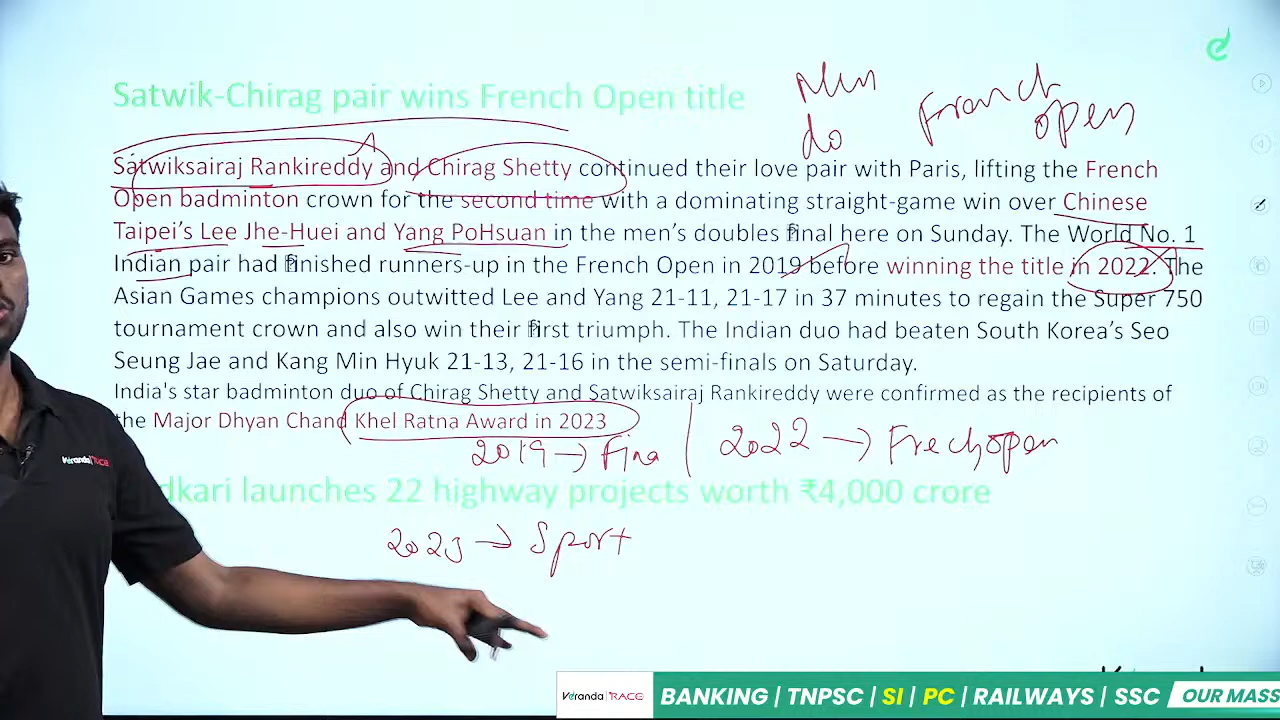 Satwik-Chirag pair wins French Open title
Men
do
Franch
open
Satwiksairaj Rankireddy and Chirag Shetty continued their love pair with Paris, lifting the French
Open badminton crown for the second time with a dominating straight-game win over Chinese
Taipei’s Lee Jhe-Huei and Yang PoHsuan in the men’s doubles final here on Sunday. The World No. 1
Indian pair had finished runners-up in the French Open in 2019 before winning the title in 2022. The
Asian Games champions outwitted Lee and Yang 21-11, 21-17 in 37 minutes to regain the Super 750
tournament crown and also win their first triumph. The Indian duo had beaten South Korea’s Seo
Seung Jae and Kang Min Hyuk 21-13, 21-16 in the semi-finals on Saturday.
India's star badminton duo of Chirag Shetty and Satwiksairaj Rankireddy were confirmed as the recipients of
the Major Dhyan Chand Khel Ratna Award in 2023
2019 → Fina | 2022 → Frechopen
dkari launches 22 highway projects worth ₹4,000 crore
2023 → Sport
Veranda RACE
Veranda | RACE BANKING | TNPSC | SI | PC | RAILWAYS | SSC OUR MASS